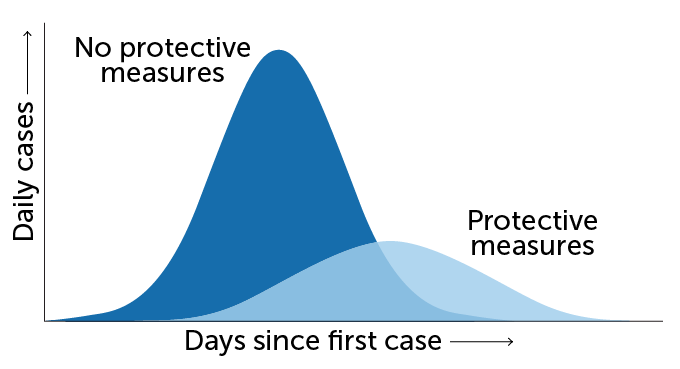 No protective
measures
Daily cases
Protective
measures
Days since first case